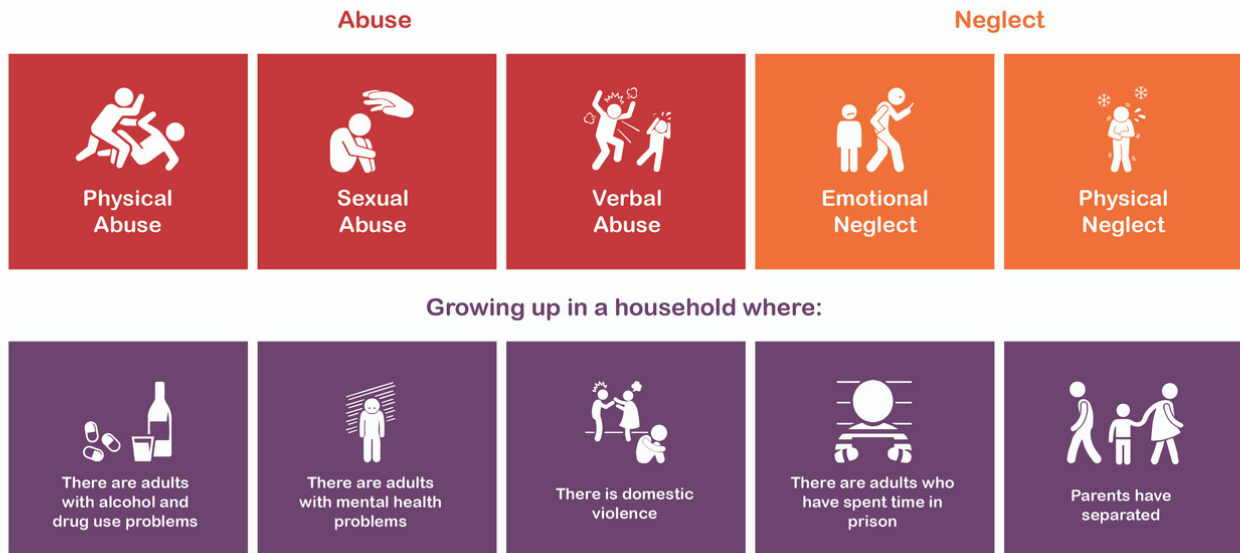 Abuse
Neglect
Physical
Abuse
Sexual
Abuse
Verbal
Abuse
Emotional
Neglect
Physical
Neglect
Growing up in a household where:
There are adults
with alcohol and
drug use problems
There are adults
with mental health
problems
There is domestic
violence
There are adults who
have spent time in
prison
Parents have
separated